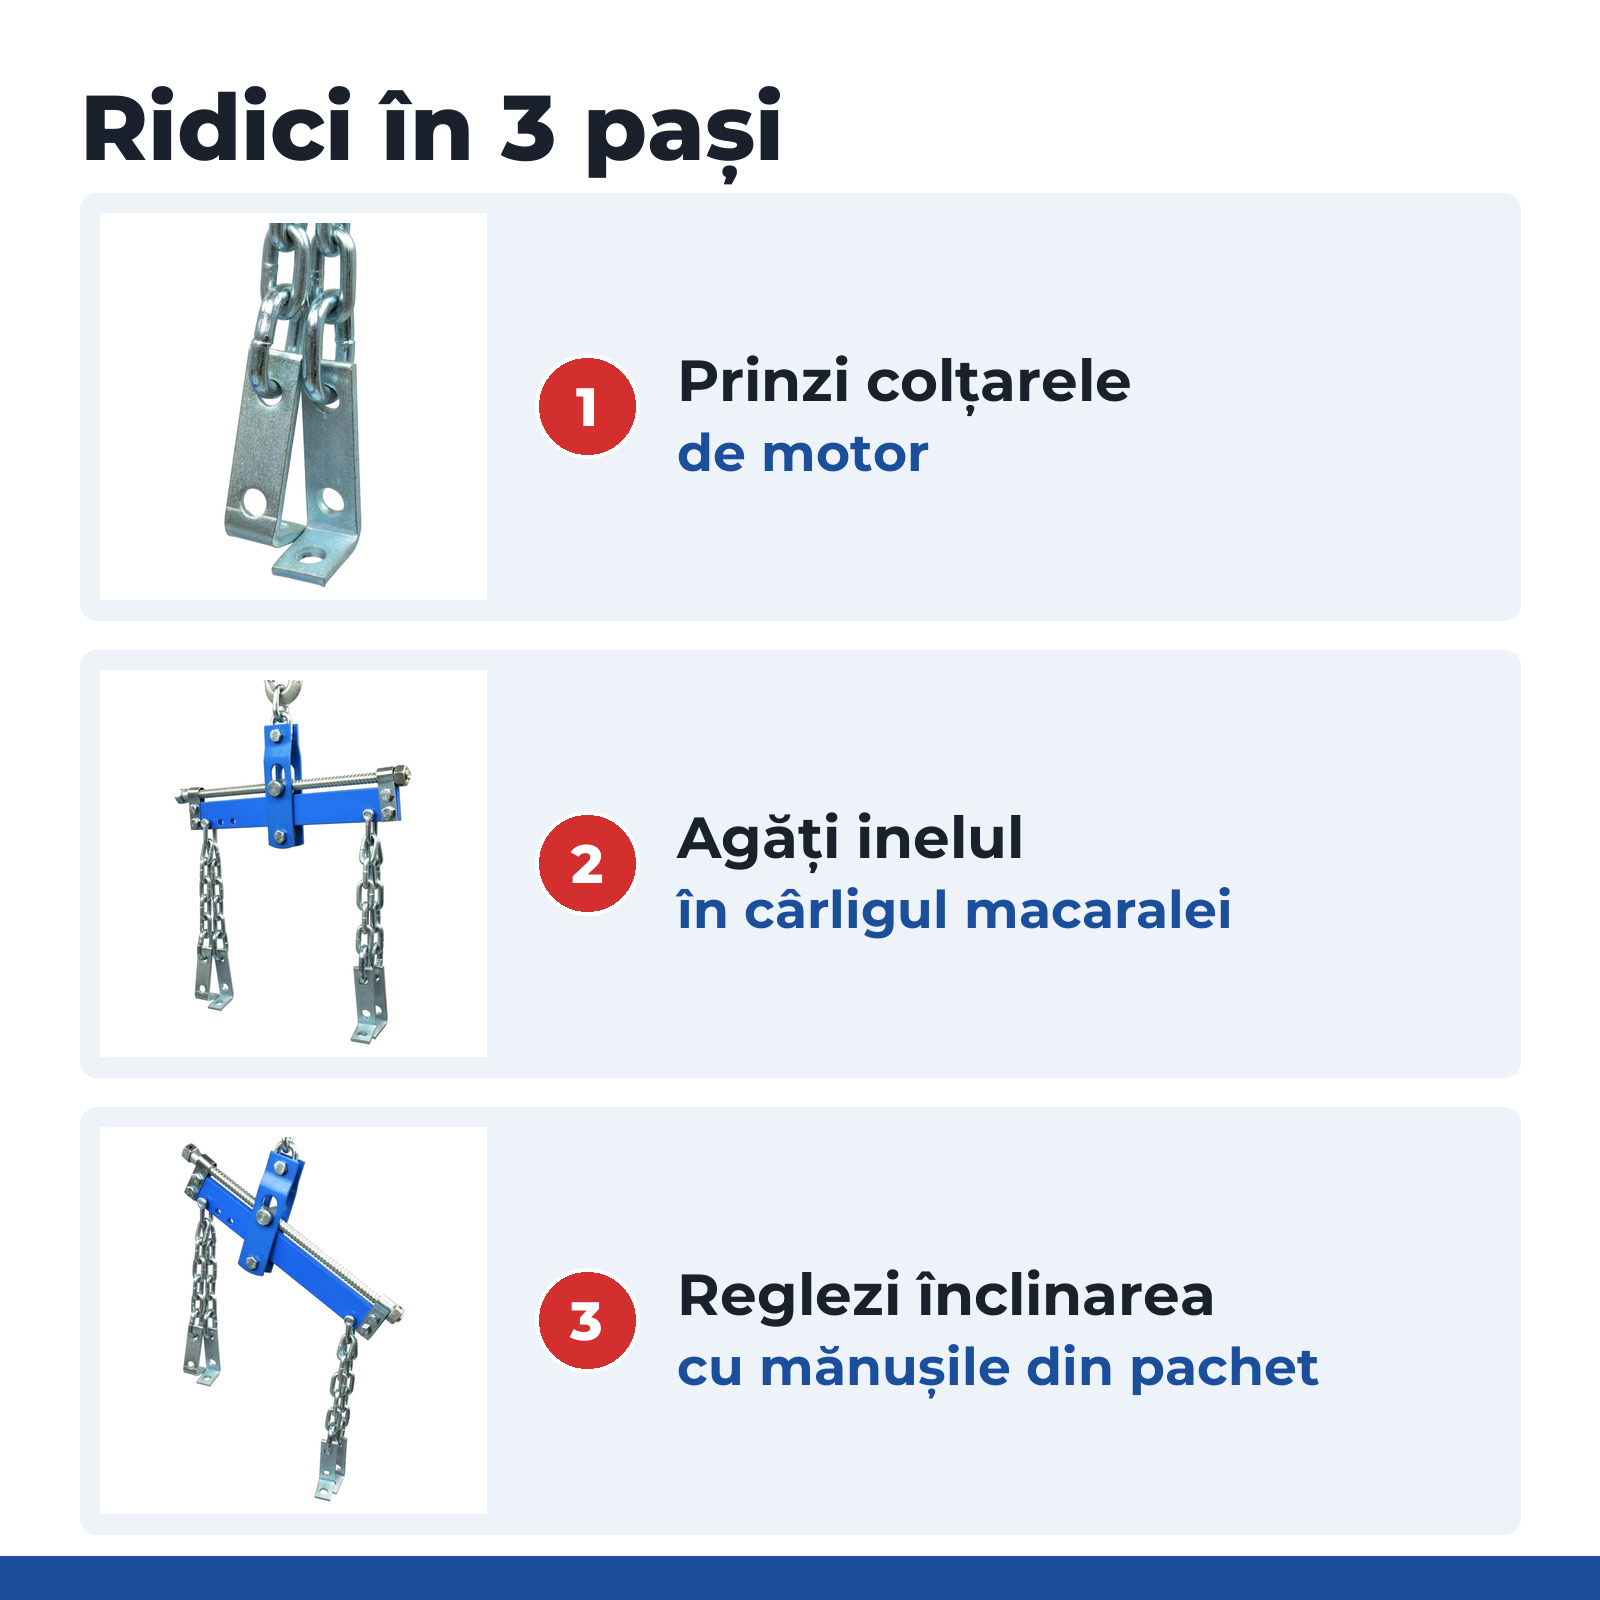 Ridici în 3 pași
1
Prinzi colțarele
de motor
2
Agăți inelul
în cârligul macaralei
3
Reglezi înclinarea
cu mănușile din pachet